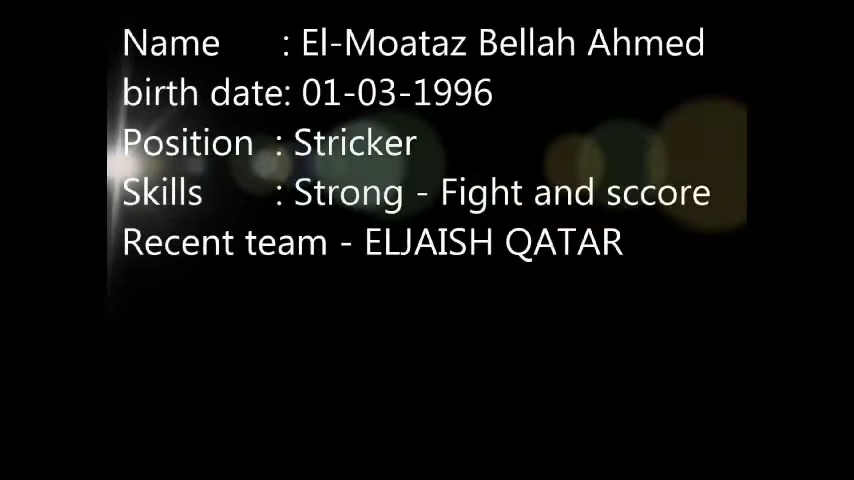 Name : El-Moataz Bellah Ahmed
birth date: 01-03-1996
Position : Stricker
Skills : Strong - Fight and sccore
Recent team - ELJAISH QATAR